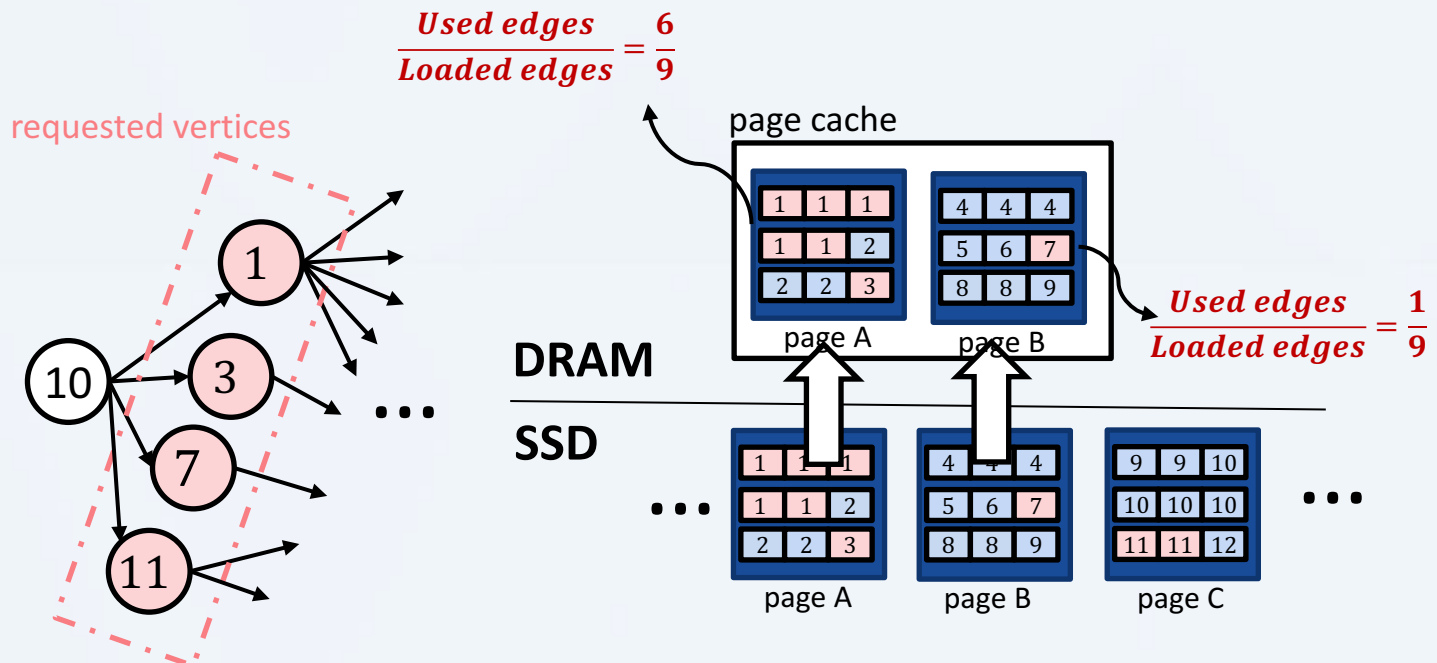 Used edges / Loaded edges = 6/9
requested vertices
page cache
1 1 1
1 1 2
2 2 3
page A
4 4 4
5 6 7
8 8 9
page B
Used edges / Loaded edges = 1/9
1
3
10
7
11
...
DRAM
SSD
...
1 1 1
1 1 2
2 2 3
page A
4 4 4
5 6 7
8 8 9
page B
9 9 10
10 10 10
11 11 12
page C
...